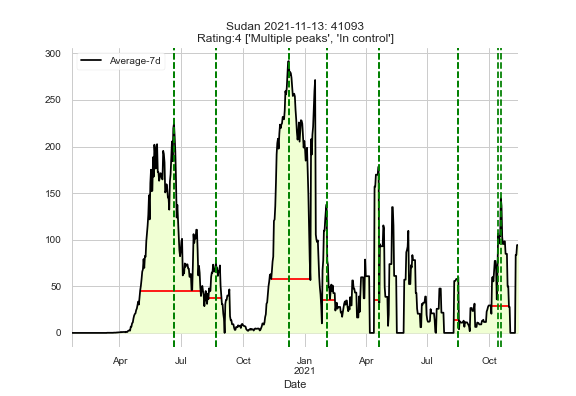 Sudan 2021-11-13: 41093
Rating:4 ['Multiple peaks', 'In control']
300
Average-7d
250
200
150
100
50
0
Apr Jul Oct Jan Apr Jul Oct
2021
Date